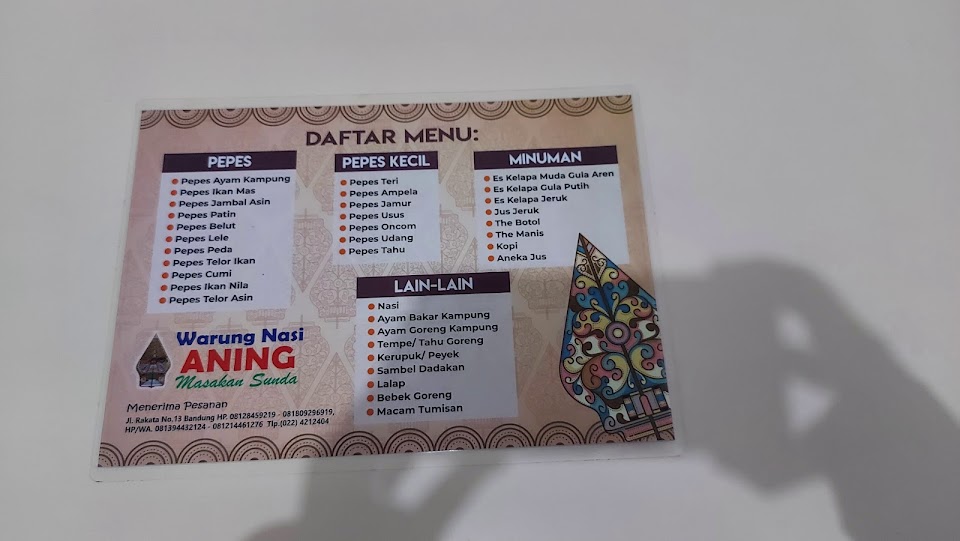 DAFTAR MENU:
PEPES
Pepes Ayam Kampung
Pepes Ikan Mas
Pepes Jambal Asin
Pepes Patin
Pepes Belut
Pepes Lele
Pepes Peda
Pepes Telor Ikan
Pepes Cumi
Pepes Ikan Nila
Pepes Telor Asin
PEPES KECIL
Pepes Teri
Pepes Ampela
Pepes Jamur
Pepes Usus
Pepes Oncom
Pepes Udang
Pepes Tahu
MINUMAN
Es Kelapa Muda Gula Aren
Es Kelapa Gula Putih
Es Kelapa Jeruk
Jus Jeruk
The Botol
The Manis
Kopi
Aneka Jus
LAIN-LAIN
Nasi
Ayam Bakar Kampung
Ayam Goreng Kampung
Tempe/ Tahu Goreng
Kerupuk/ Peyek
Sambel Dadakan
Lalap
Bebek Goreng
Macam Tumisan
Warung Nasi
ANING
Masakan Sunda
Menerima Pesanan
Jl. Rakata No.13 Bandung HP. 08128459219 - 081809296919,
HP/WA. 081394432124 - 081214461276 Tlp.(022) 4212404